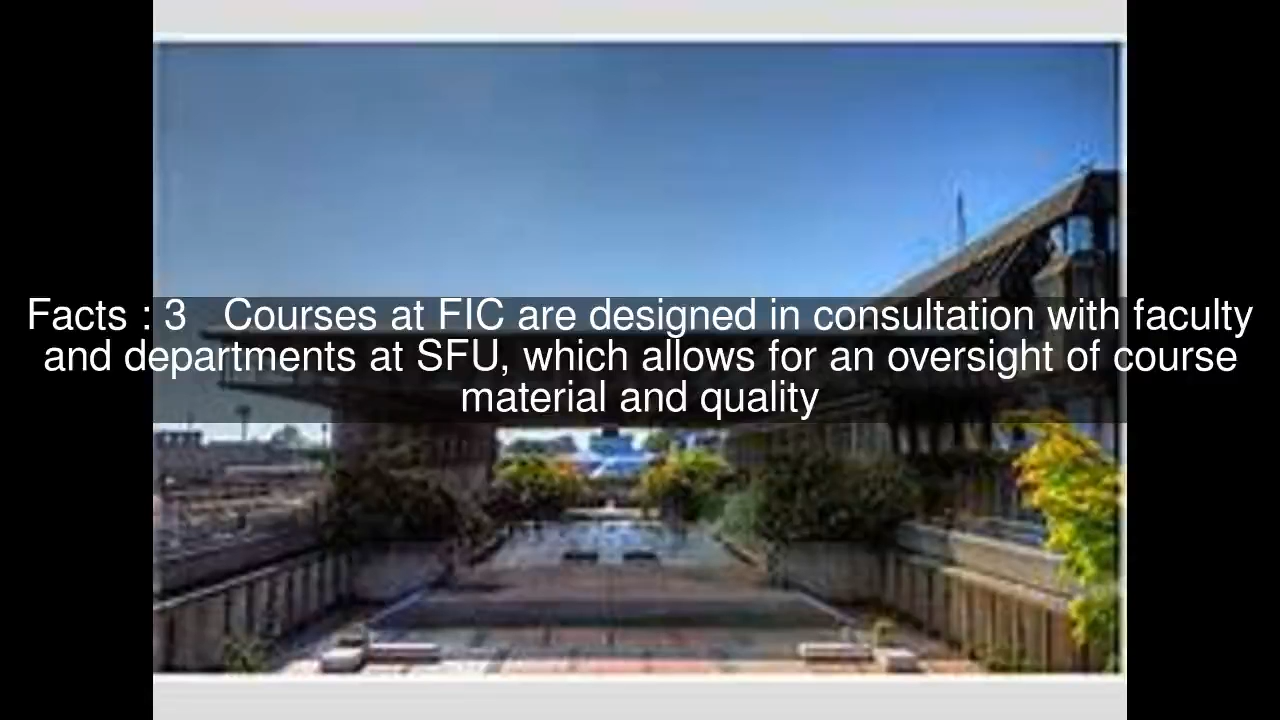 Facts : 3   Courses at FIC are designed in consultation with faculty
and departments at SFU, which allows for an oversight of course
material and quality